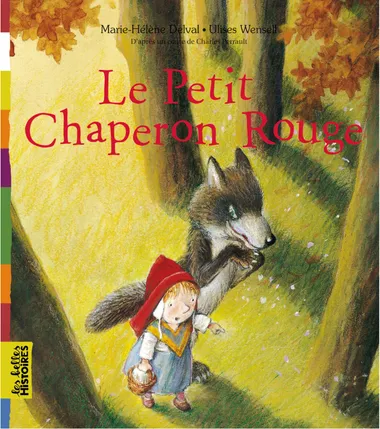 Marie-Hélène Delval • Ulises Wensell
D'après un conte de Charles Perrault
Le Petit
Chaperon Rouge
les belles
HISTOIRES